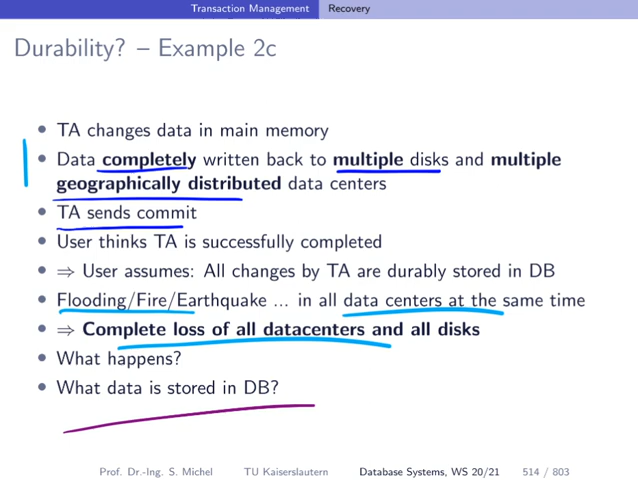 Transaction Management Recovery
Durability? – Example 2c
• TA changes data in main memory
• Data completely written back to multiple disks and multiple
geographically distributed data centers
• TA sends commit
• User thinks TA is successfully completed
• ⇒ User assumes: All changes by TA are durably stored in DB
• Flooding/Fire/Earthquake ... in all data centers at the same time
• ⇒ Complete loss of all datacenters and all disks
• What happens?
• What data is stored in DB?
Prof. Dr.-Ing. S. Michel TU Kaiserslautern Database Systems, WS 20/21 514 / 803